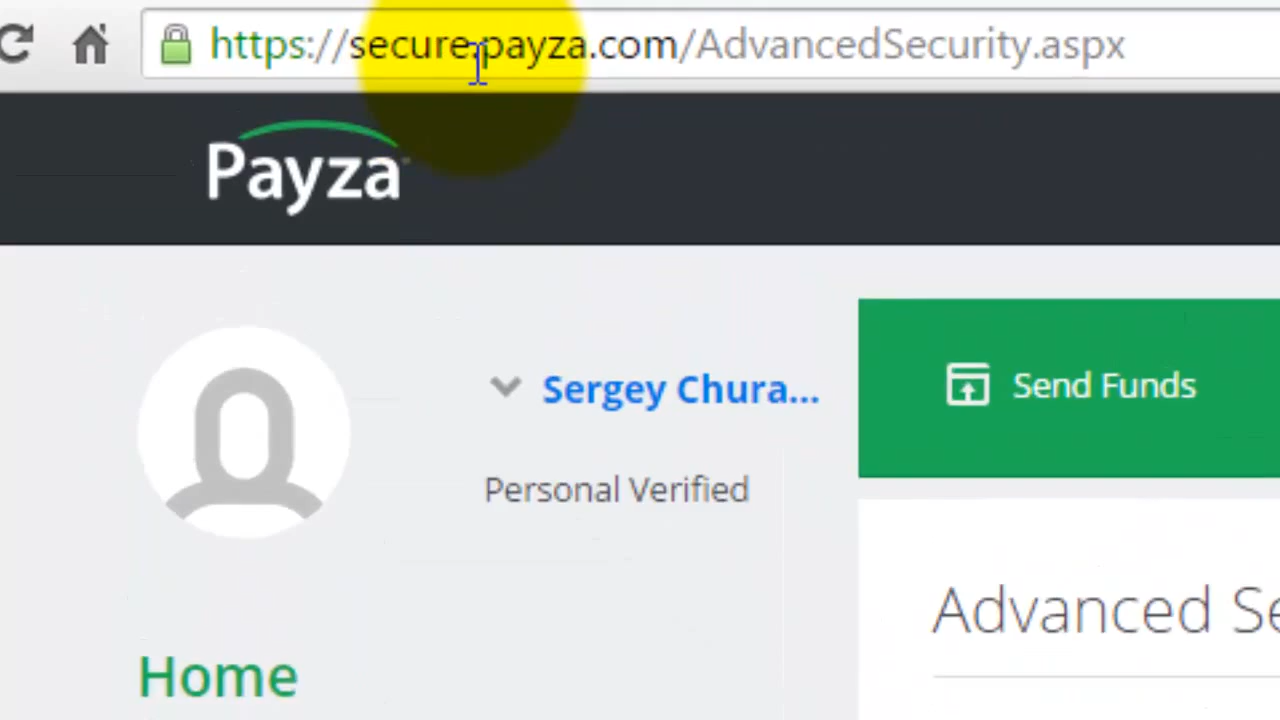 https://secure.payza.com/AdvancedSecurity.aspx
Payza
Sergey Chura...
Send Funds
Personal Verified
Advanced Se
Home